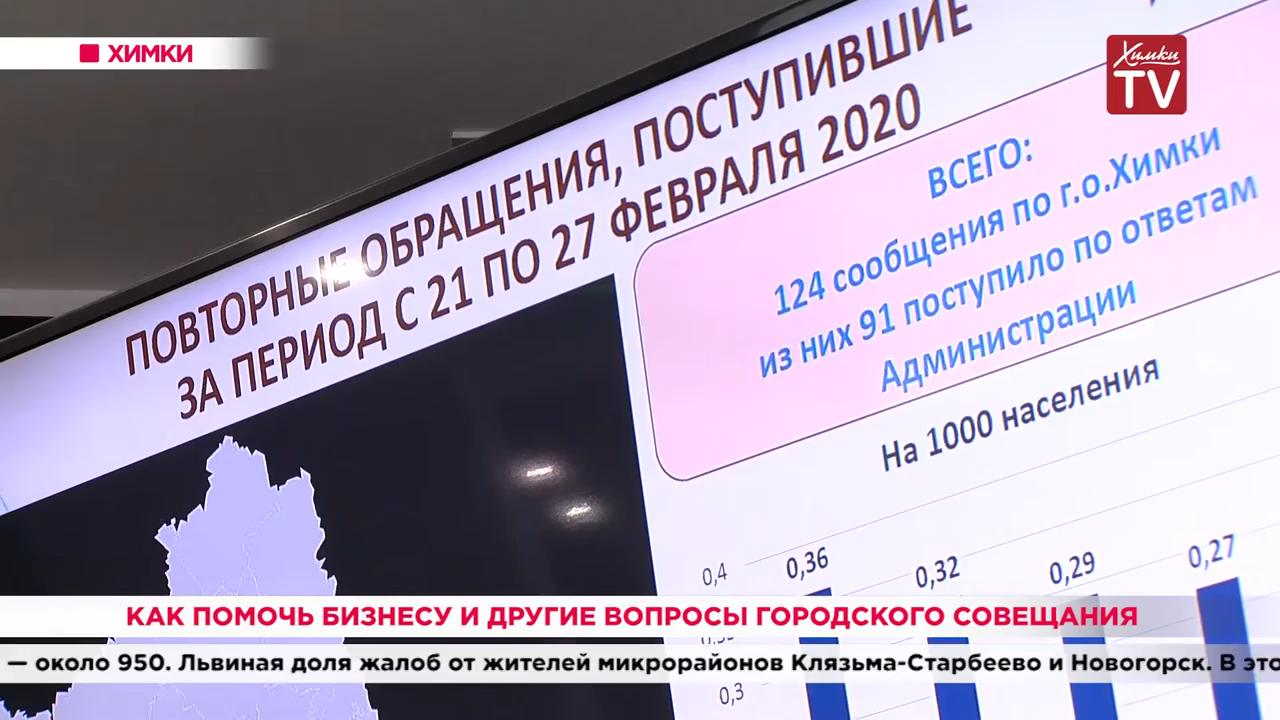 ХИМКИ
Химки
TV
ПОВТОРНЫЕ ОБРАЩЕНИЯ, ПОСТУПИВШИЕ
ЗА ПЕРИОД С 21 ПО 27 ФЕВРАЛЯ 2020
ВСЕГО:
124 сообщения по г.о.Химки
из них 91 поступило по ответам
Администрации
На 1000 населения
0,4
0,36
0,32
0,29
0,27
0,3
КАК ПОМОЧЬ БИЗНЕСУ И ДРУГИЕ ВОПРОСЫ ГОРОДСКОГО СОВЕЩАНИЯ
— около 950. Львиная доля жалоб от жителей микрорайонов Клязьма-Старбеево и Новогорск. В это